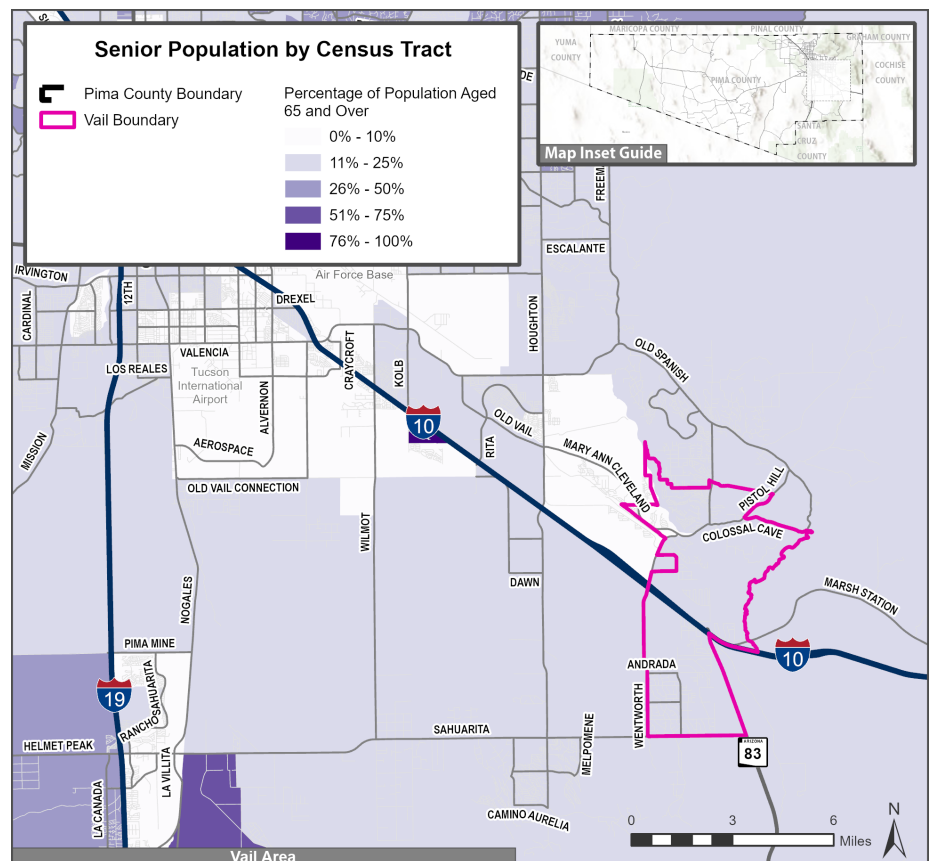 Senior Population by Census Tract
Pima County Boundary
Vail Boundary
Percentage of Population Aged
65 and Over
0% - 10%
11% - 25%
26% - 50%
51% - 75%
76% - 100%
MARICOPA COUNTY
PINAL COUNTY
GRAHAM COUNTY
YUMA
COUNTY
COCHISE
COUNTY
PIMA COUNTY
SANTA
CRUZ
COUNTY
Map Inset Guide
ESCALANTE
IRVINGTON
Air Force Base
12TH
CARDINAL
DREXEL
HOUGHTON
VALENCIA
CRAYCROFT
KOLB
OLD SPANISH
LOS REALES
Tucson
International
Airport
ALVERNON
10
OLD VAIL
MISSION
AEROSPACE
RITA
MARY ANN CLEVELAND
OLD VAIL CONNECTION
PISTOL HILL
COLOSSAL CAVE
WILMOT
DAWN
NOGALES
MARSH STATION
PIMA MINE
10
ANDRADA
19
RANCHO SAHUARITA
WENTWORTH
SAHUARITA
MELPOMENE
HELMET PEAK
ARIZONA
83
LA VILLITA
LA CANADA
CAMINO AURELIA
N
0 3 6
Miles
Vail Area